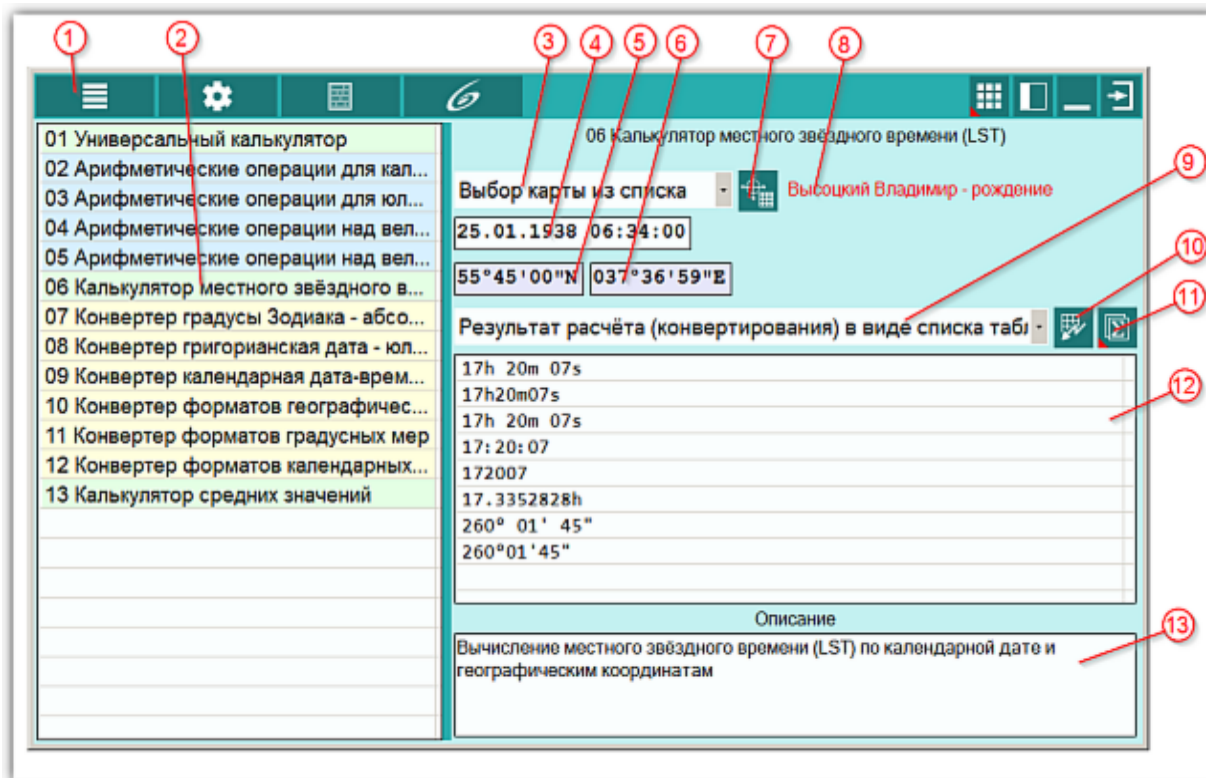 1 2 3 4 5 6 7 8
01 Универсальный калькулятор
02 Арифметические операции для кал...
03 Арифметические операции для юл...
04 Арифметические операции над вел...
05 Арифметические операции над вел...
06 Калькулятор местного звёздного в...
07 Конвертер градусы Зодиака - абсо...
08 Конвертер григорианская дата - юл...
09 Конвертер календарная дата-врем...
10 Конвертер форматов географичес...
11 Конвертер форматов градусных мер
12 Конвертер форматов календарных...
13 Калькулятор средних значений
06 Калькулятор местного звёздного времени (LST)
9
Выбор карты из списка
Высоцкий Владимир - рождение
25.01.1938 06:34:00
10
55°45'00"N 037°36'59"E
11
Результат расчёта (конвертирования) в виде списка табл
17h 20m 07s
17h20m07s
12
17h 20m 07s
17:20:07
172007
17.3352828h
260° 01' 45"
260°01'45"
Описание
13
Вычисление местного звёздного времени (LST) по календарной дате и
географическим координатам